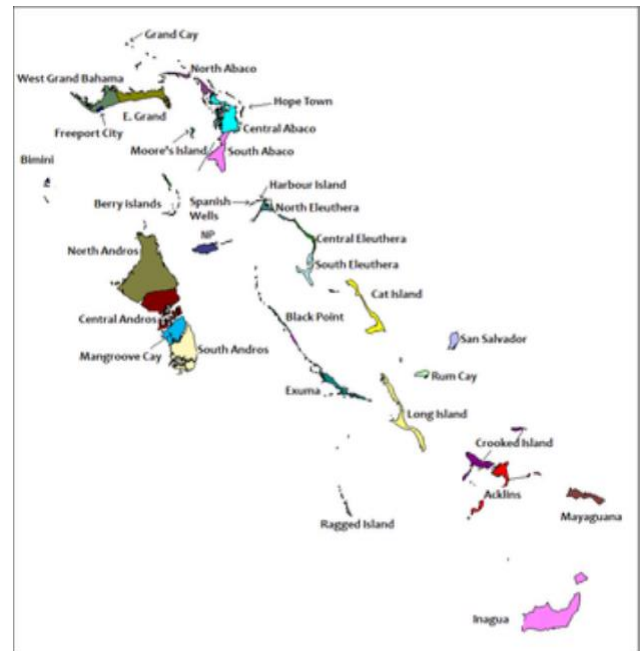 Grand Cay
North Abaco
West Grand Bahama
Hope Town
E. Grand
Freeport City
Central Abaco
Moore's Island
South Abaco
Bimini
Harbour Island
Berry Islands
Spanish
Wells
North Eleuthera
NP
Central Eleuthera
North Andros
South Eleuthera
Cat Island
Black Point
Central Andros
San Salvador
Mangroove Cay
South Andros
Rum Cay
Exuma
Long Island
Crooked Island
Acklins
Mayaguana
Ragged Island
Inagua